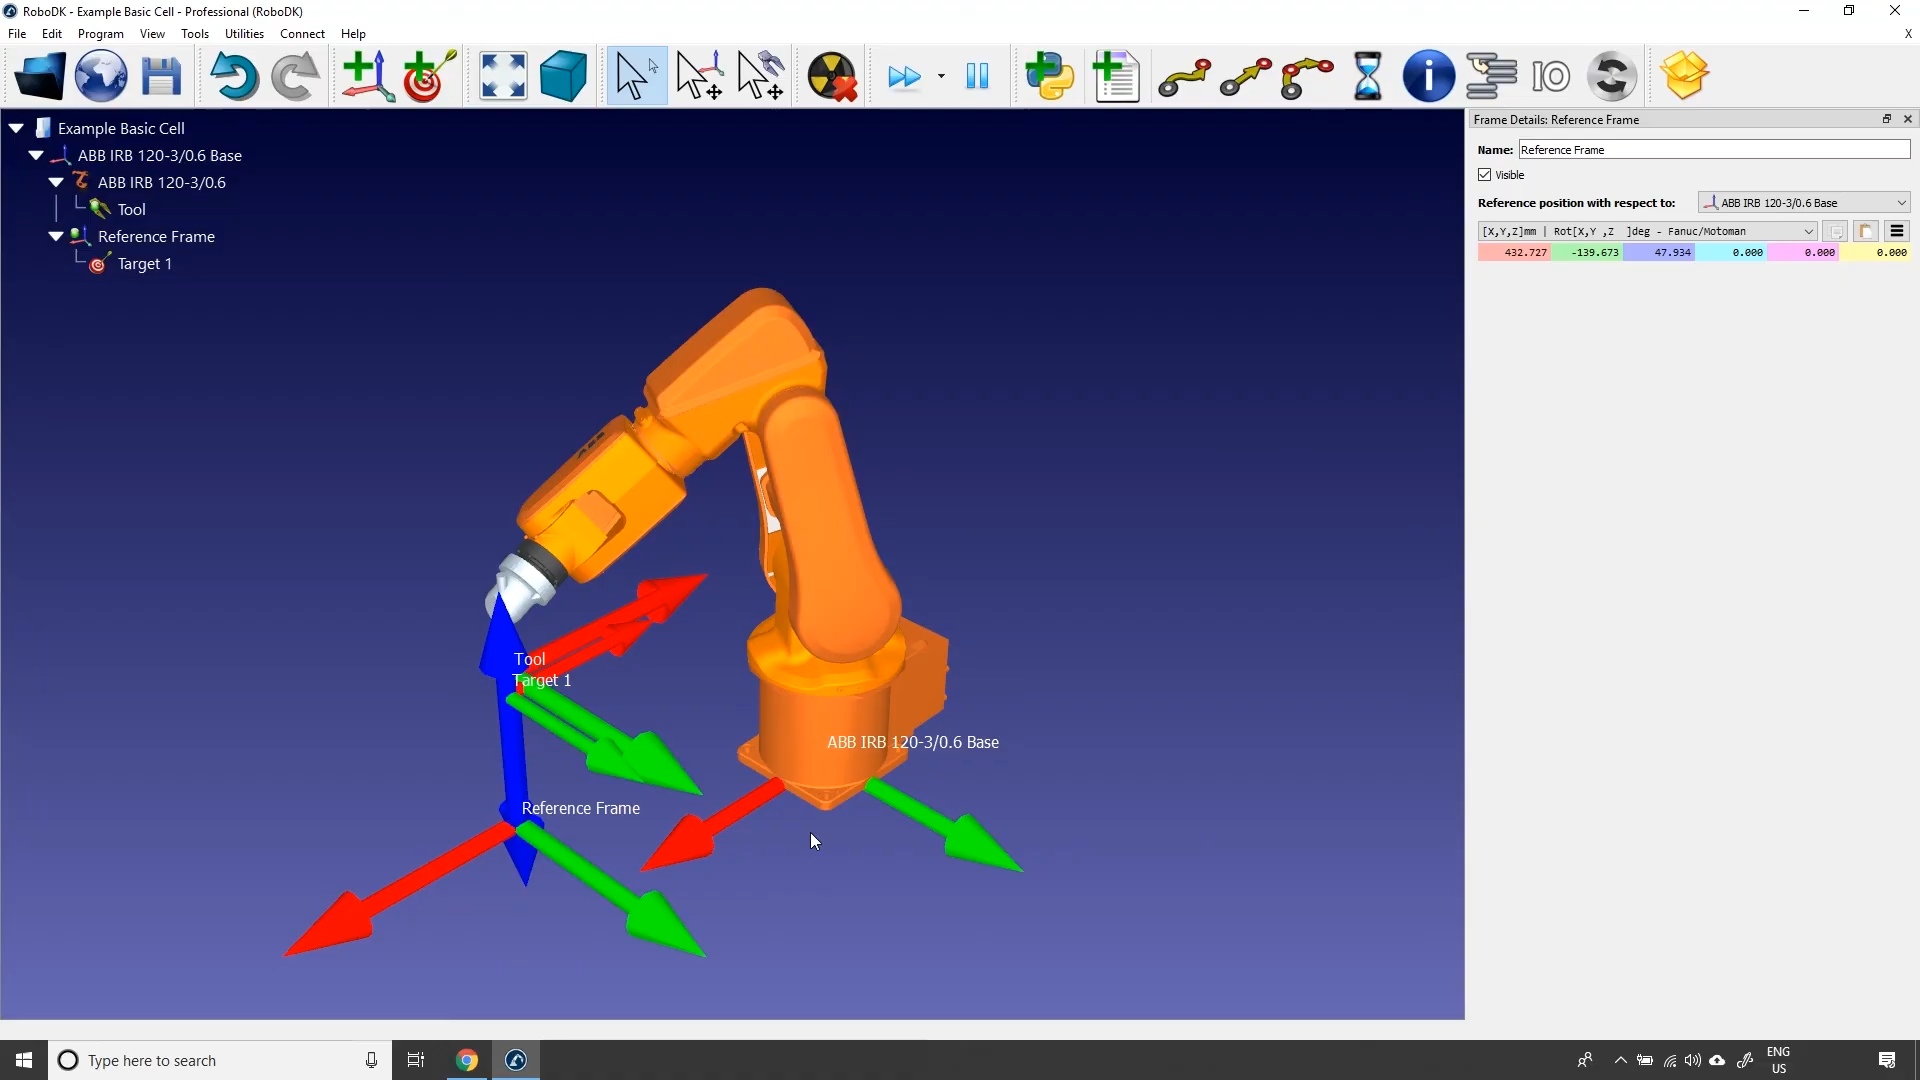 RoboDK - Example Basic Cell - Professional (RoboDK)
File Edit Program View Tools Utilities Connect Help X
IO
Example Basic Cell
ABB IRB 120-3/0.6 Base
ABB IRB 120-3/0.6
Tool
Reference Frame
Target 1
Tool
Target 1
ABB IRB 120-3/0.6 Base
Reference Frame
Frame Details: Reference Frame
Name: Reference Frame
Visible
Reference position with respect to: ABB IRB 120-3/0.6 Base
[X,Y,Z]mm | Rot[X,Y ,Z ]deg - Fanuc/Motoman
432.727 -139.673 47.934 0.000 0.000 0.000
Type here to search
ENG
US